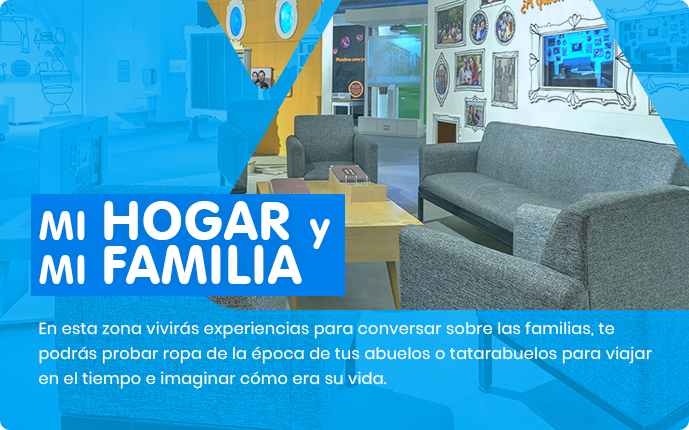 MI HOGAR y
MI FAMILIA
En esta zona vivirás experiencias para conversar sobre las familias, te
podrás probar ropa de la época de tus abuelos o tatarabuelos para viajar
en el tiempo e imaginar cómo era su vida.